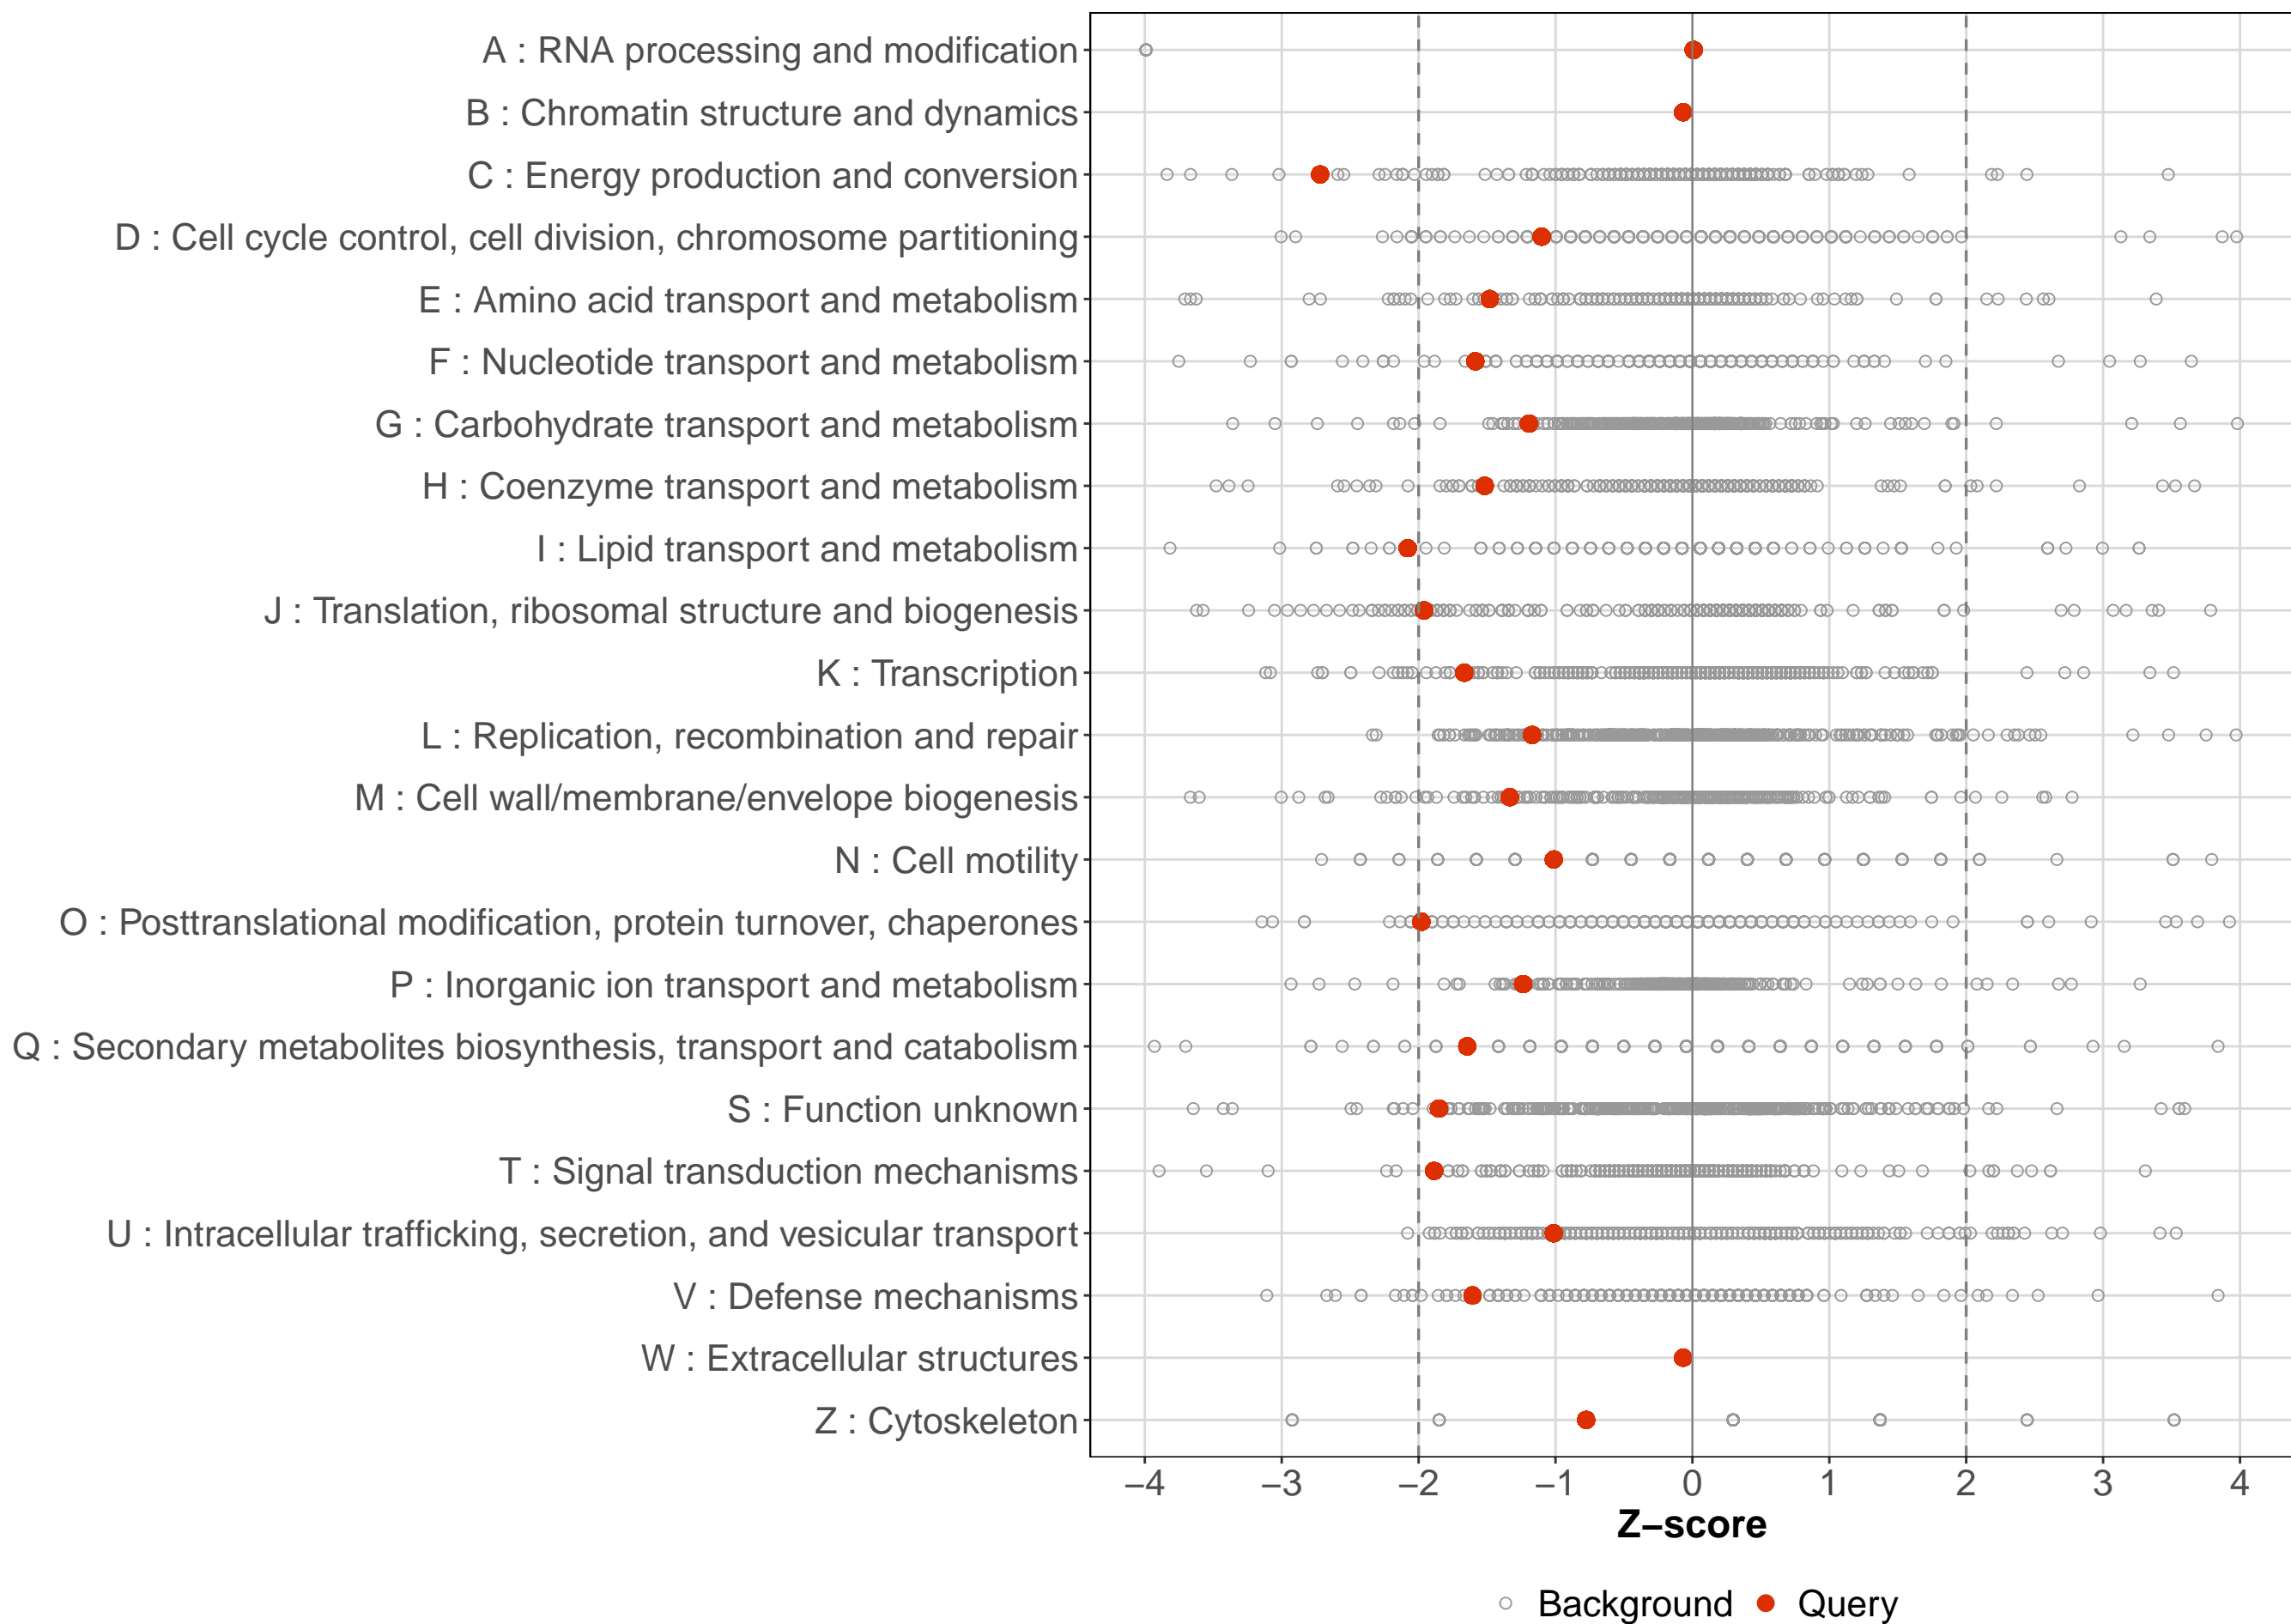 A : RNA processing and modification
B : Chromatin structure and dynamics
C : Energy production and conversion
D : Cell cycle control, cell division, chromosome partitioning
E : Amino acid transport and metabolism
F : Nucleotide transport and metabolism
G : Carbohydrate transport and metabolism
H : Coenzyme transport and metabolism
I : Lipid transport and metabolism
J : Translation, ribosomal structure and biogenesis
K : Transcription
L : Replication, recombination and repair
M : Cell wall/membrane/envelope biogenesis
N : Cell motility
O : Posttranslational modification, protein turnover, chaperones
P : Inorganic ion transport and metabolism
Q : Secondary metabolites biosynthesis, transport and catabolism
S : Function unknown
T : Signal transduction mechanisms
U : Intracellular trafficking, secretion, and vesicular transport
V : Defense mechanisms
W : Extracellular structures
Z : Cytoskeleton
−4 −3 −2 −1 0 1 2 3 4
Z−score
Background Query